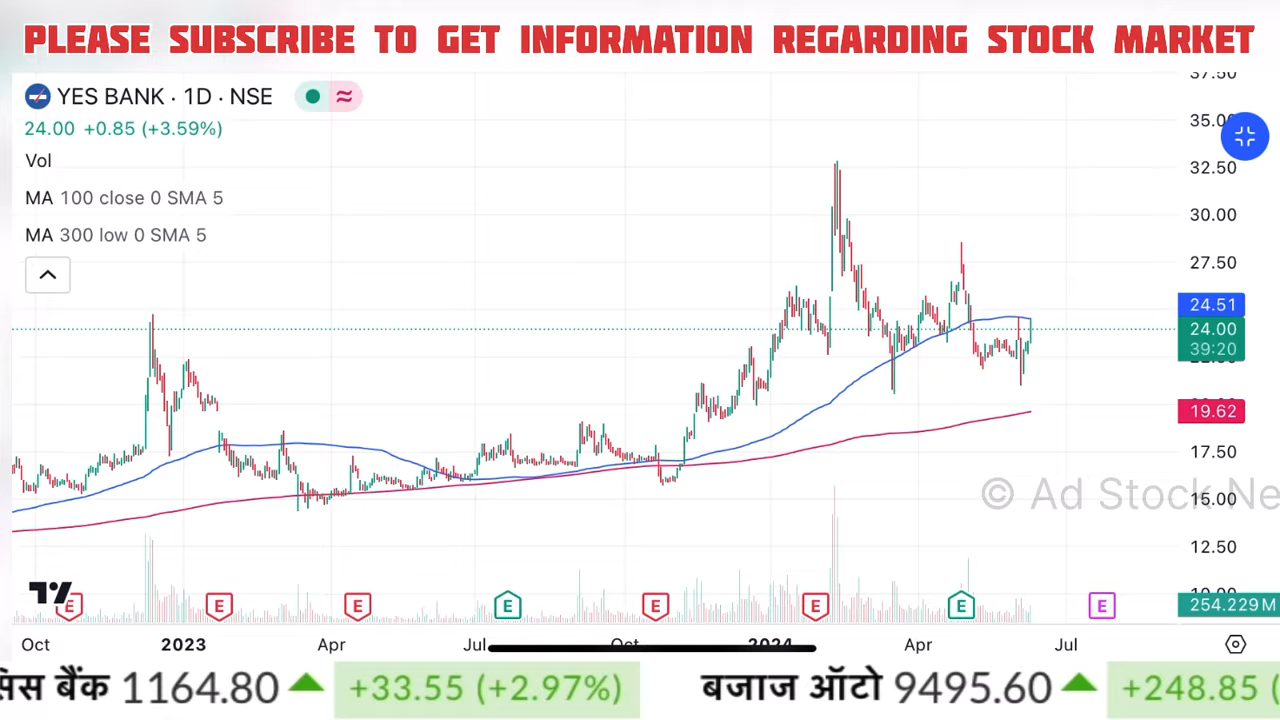 PLEASE SUBSCRIBE TO GET INFORMATION REGARDING STOCK MARKET
YES BANK · 1D · NSE
24.00 +0.85 (+3.59%)
Vol
MA 100 close 0 SMA 5
MA 300 low 0 SMA 5
37.50
35.00
32.50
30.00
27.50
24.51
24.00
39:20
22.50
19.62
17.50
15.00
© Ad Stock Ne
12.50
10.00
254.229M
E E E E E E E E
Oct 2023 Apr Jul Oct 2024 Apr Jul
बैंक 1164.80 +33.55 (+2.97%) बजाज ऑटो 9495.60 +248.85 (